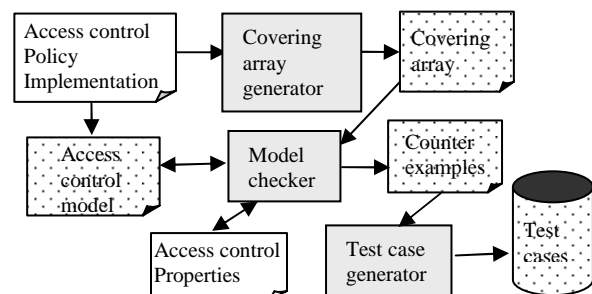 Access control
Policy
Implementation
Covering
array
generator
Covering
array
Access
control
model
Model
checker
Counter
examples
Access control
Properties
Test case
generator
Test
cases